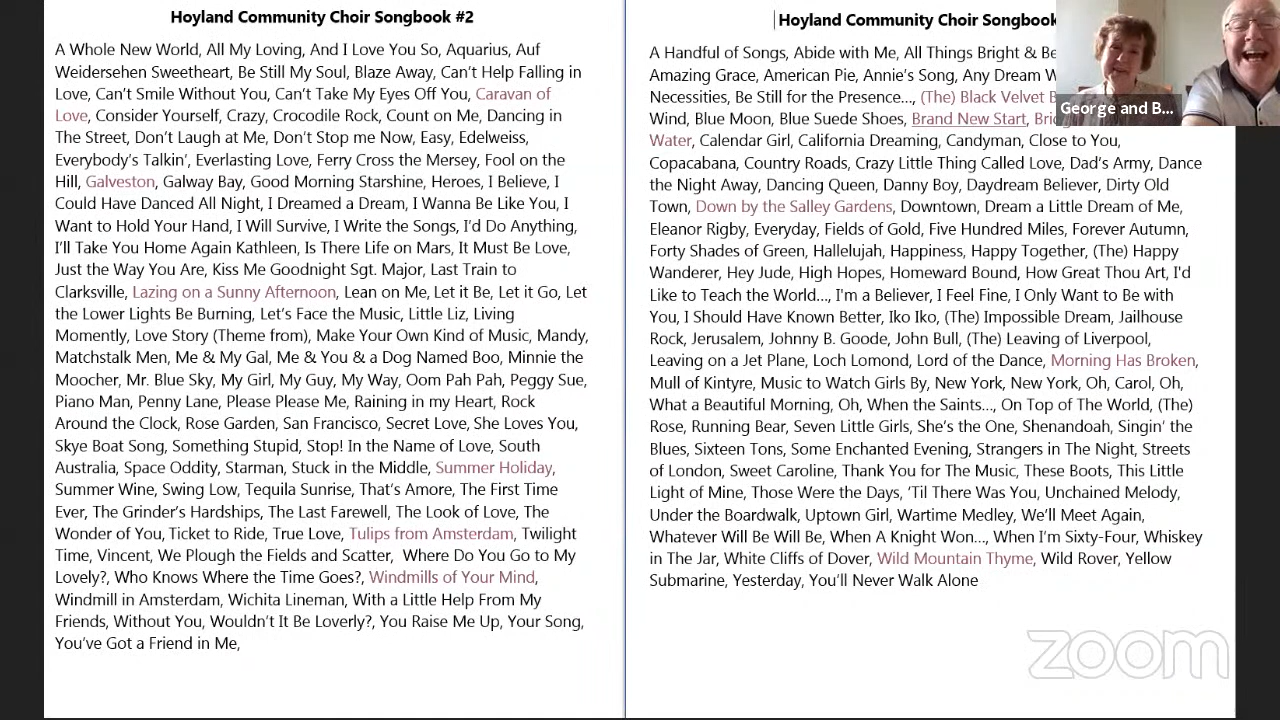 Hoyland Community Choir Songbook #2
A Whole New World, All My Loving, And I Love You So, Aquarius, Auf
Weidersehen Sweetheart, Be Still My Soul, Blaze Away, Can't Help Falling in
Love, Can't Smile Without You, Can't Take My Eyes Off You, Caravan of
Love, Consider Yourself, Crazy, Crocodile Rock, Count on Me, Dancing in
The Street, Don't Laugh at Me, Don't Stop me Now, Easy, Edelweiss,
Everybody's Talkin', Everlasting Love, Ferry Cross the Mersey, Fool on the
Hill, Galveston, Galway Bay, Good Morning Starshine, Heroes, I Believe, I
Could Have Danced All Night, I Dreamed a Dream, I Wanna Be Like You, I
Want to Hold Your Hand, I Will Survive, I Write the Songs, I'd Do Anything,
I'll Take You Home Again Kathleen, Is There Life on Mars, It Must Be Love,
Just the Way You Are, Kiss Me Goodnight Sgt. Major, Last Train to
Clarksville, Lazing on a Sunny Afternoon, Lean on Me, Let it Be, Let it Go, Let
the Lower Lights Be Burning, Let's Face the Music, Little Liz, Living
Momently, Love Story (Theme from), Make Your Own Kind of Music, Mandy,
Matchstalk Men, Me & My Gal, Me & You & a Dog Named Boo, Minnie the
Moocher, Mr. Blue Sky, My Girl, My Guy, My Way, Oom Pah Pah, Peggy Sue,
Piano Man, Penny Lane, Please Please Me, Raining in my Heart, Rock
Around the Clock, Rose Garden, San Francisco, Secret Love, She Loves You,
Skye Boat Song, Something Stupid, Stop! In the Name of Love, South
Australia, Space Oddity, Starman, Stuck in the Middle, Summer Holiday,
Summer Wine, Swing Low, Tequila Sunrise, That's Amore, The First Time
Ever, The Grinder's Hardships, The Last Farewell, The Look of Love, The
Wonder of You, Ticket to Ride, True Love, Tulips from Amsterdam, Twilight
Time, Vincent, We Plough the Fields and Scatter, Where Do You Go to My
Lovely?, Who Knows Where the Time Goes?, Windmills of Your Mind,
Windmill in Amsterdam, Wichita Lineman, With a Little Help From My
Friends, Without You, Wouldn't It Be Loverly?, You Raise Me Up, Your Song,
You've Got a Friend in Me,
Hoyland Community Choir Songbook
A Handful of Songs, Abide with Me, All Things Bright & Be
Amazing Grace, American Pie, Annie's Song, Any Dream W
Necessities, Be Still for the Presence..., (The) Black Velvet B
Wind, Blue Moon, Blue Suede Shoes, Brand New Start, Brid
Water, Calendar Girl, California Dreaming, Candyman, Close to You,
Copacabana, Country Roads, Crazy Little Thing Called Love, Dad's Army, Dance
the Night Away, Dancing Queen, Danny Boy, Daydream Believer, Dirty Old
Town, Down by the Salley Gardens, Downtown, Dream a Little Dream of Me,
Eleanor Rigby, Everyday, Fields of Gold, Five Hundred Miles, Forever Autumn,
Forty Shades of Green, Hallelujah, Happiness, Happy Together, (The) Happy
Wanderer, Hey Jude, High Hopes, Homeward Bound, How Great Thou Art, I'd
Like to Teach the World..., I'm a Believer, I Feel Fine, I Only Want to Be with
You, I Should Have Known Better, Iko Iko, (The) Impossible Dream, Jailhouse
Rock, Jerusalem, Johnny B. Goode, John Bull, (The) Leaving of Liverpool,
Leaving on a Jet Plane, Loch Lomond, Lord of the Dance, Morning Has Broken,
Mull of Kintyre, Music to Watch Girls By, New York, New York, Oh, Carol, Oh,
What a Beautiful Morning, Oh, When the Saints..., On Top of The World, (The)
Rose, Running Bear, Seven Little Girls, She's the One, Shenandoah, Singin' the
Blues, Sixteen Tons, Some Enchanted Evening, Strangers in The Night, Streets
of London, Sweet Caroline, Thank You for The Music, These Boots, This Little
Light of Mine, Those Were the Days, 'Til There Was You, Unchained Melody,
Under the Boardwalk, Uptown Girl, Wartime Medley, We'll Meet Again,
Whatever Will Be Will Be, When A Knight Won..., When I'm Sixty-Four, Whiskey
in The Jar, White Cliffs of Dover, Wild Mountain Thyme, Wild Rover, Yellow
Submarine, Yesterday, You'll Never Walk Alone
George and B...
zoom